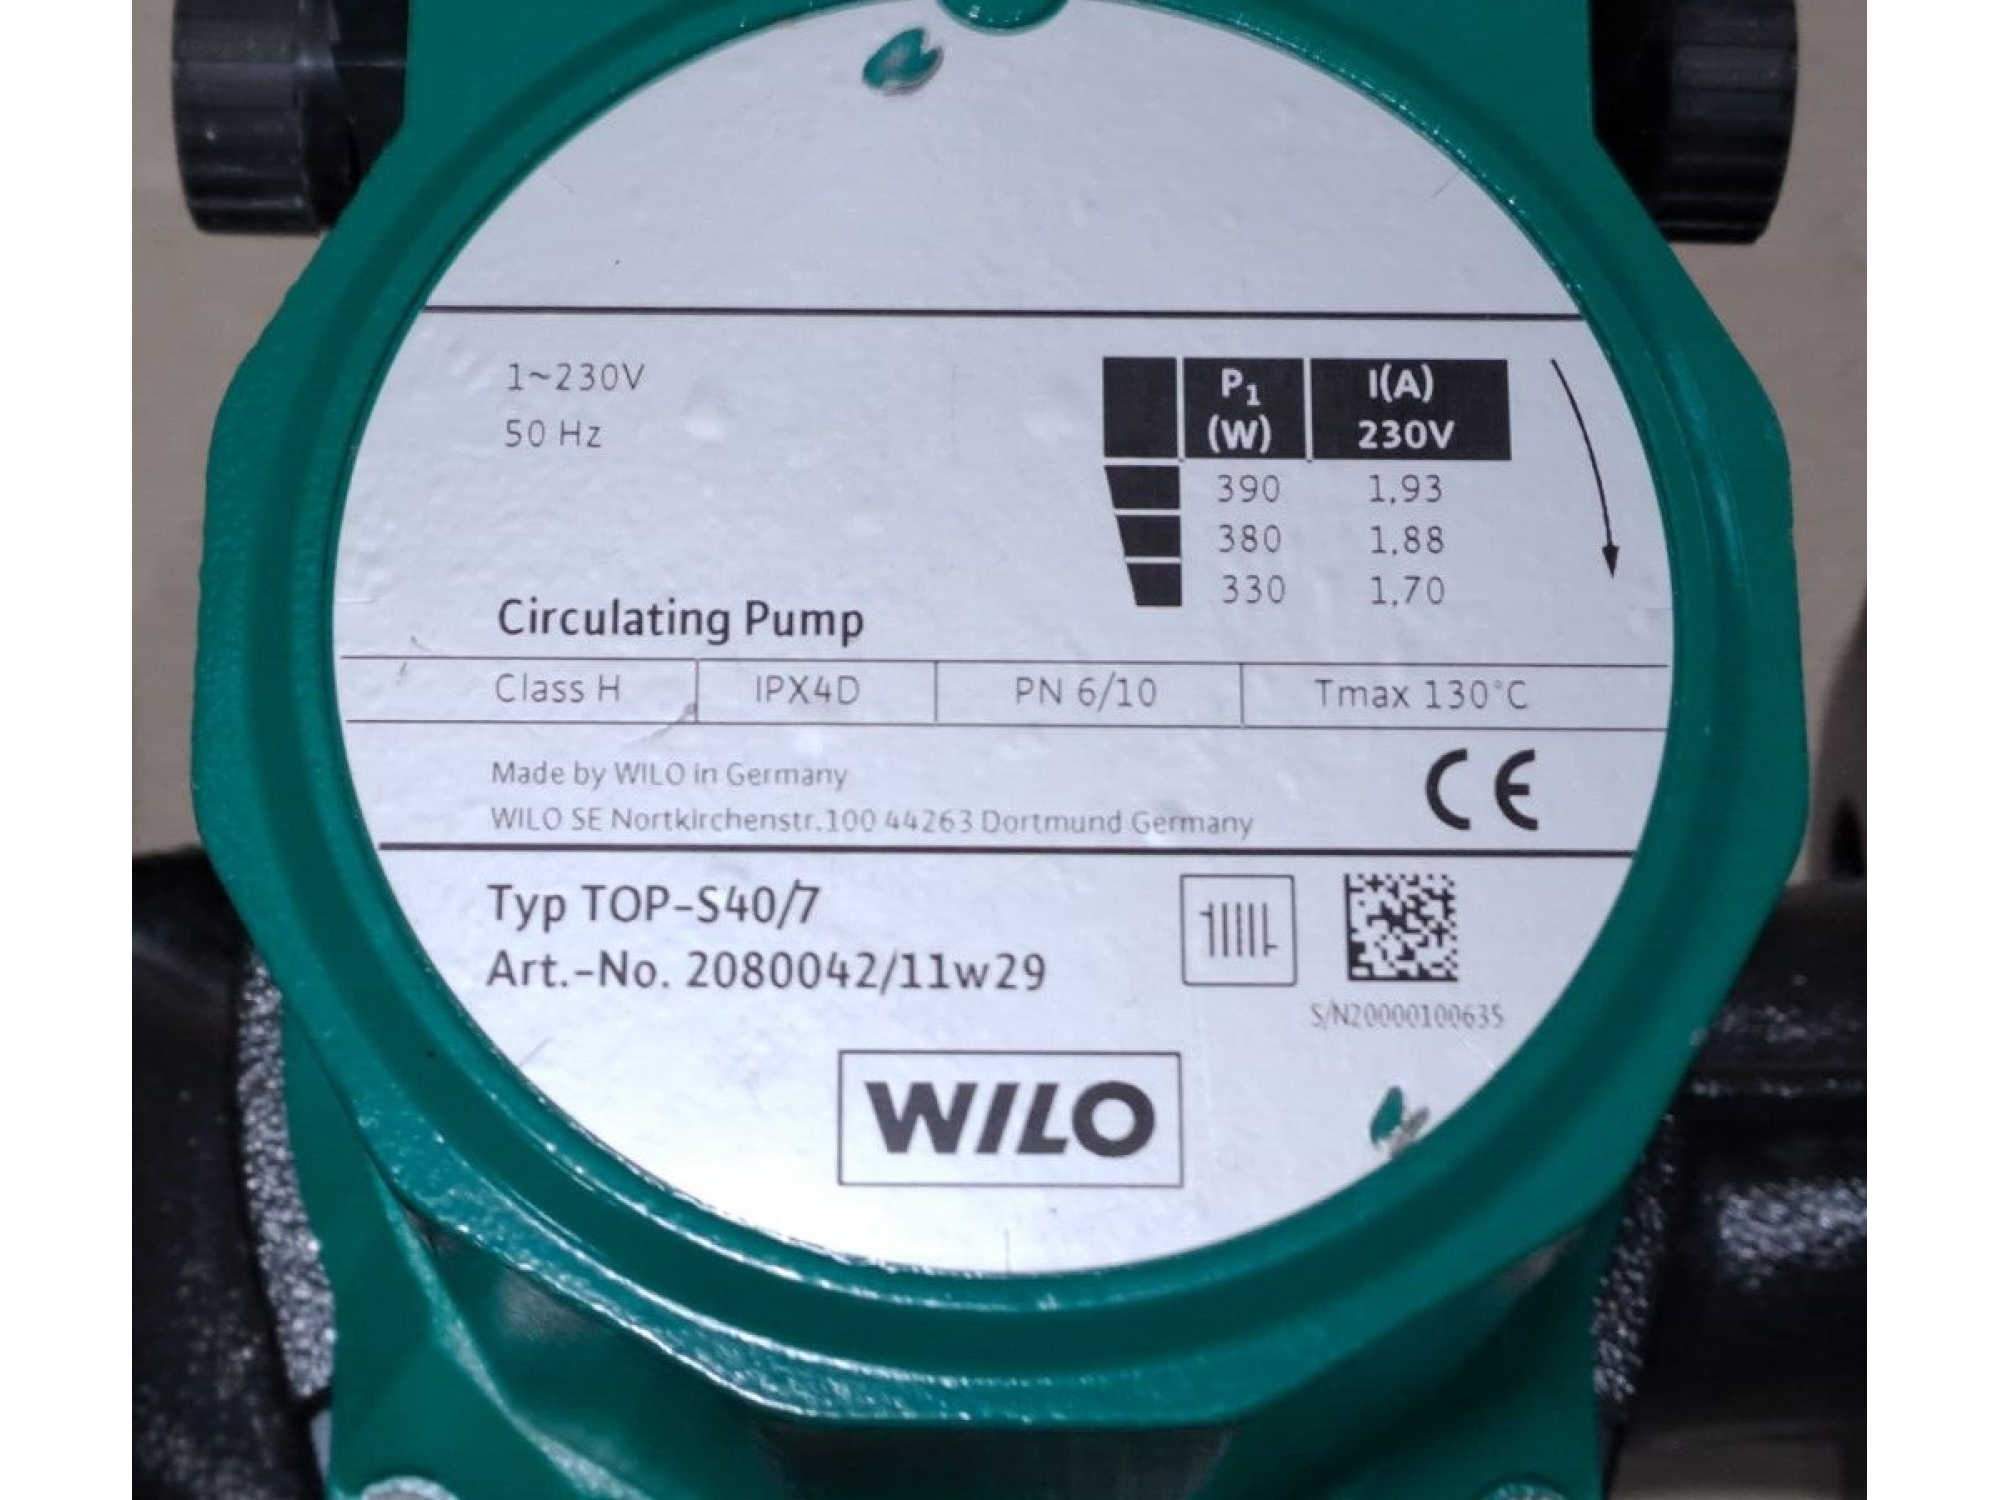 1~230V
50 Hz
P1 I(A)
(W) 230V
390 1,93
380 1,88
330 1,70
Circulating Pump
Class H IPX4D PN 6/10 Tmax 130°C
Made by WILO in Germany
CE
WILO SE Nortkirchenstr.100 44263 Dortmund Germany
Typ TOP-S40/7
Art.-No. 2080042/11w29
S/N20000100635
WILO